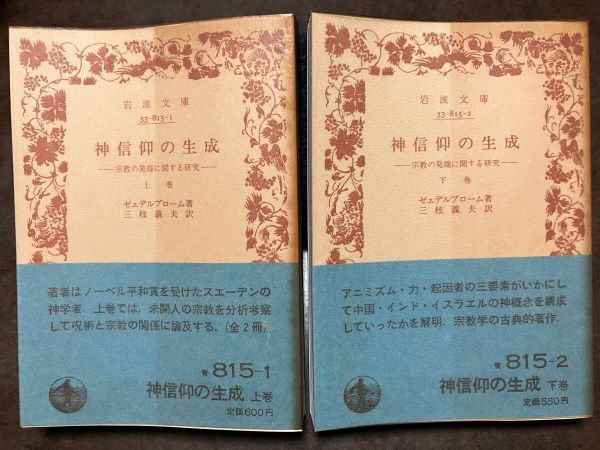 岩波文庫
33-815-1
神信仰の生成
——宗教の発端に関する研究——
上巻
ゼェデルブローム著
三枝義夫訳
著者はノーベル平和賞を受けたスエーデンの
神学者．上巻では，未開人の宗教を分析考察
して呪術と宗教の関係に論及する．（全2冊）
青 815-1
神信仰の生成 上巻
定価600円
岩波文庫
33-815-2
神信仰の生成
——宗教の発端に関する研究——
下巻
ゼェデルブローム著
三枝義夫訳
アニミズム・力・起因者の三要素がいかにし
て中国・インド・イスラエルの神概念を構成
していったかを解明．宗教学の古典的著作．
青 815-2
神信仰の生成 下巻
定価550円